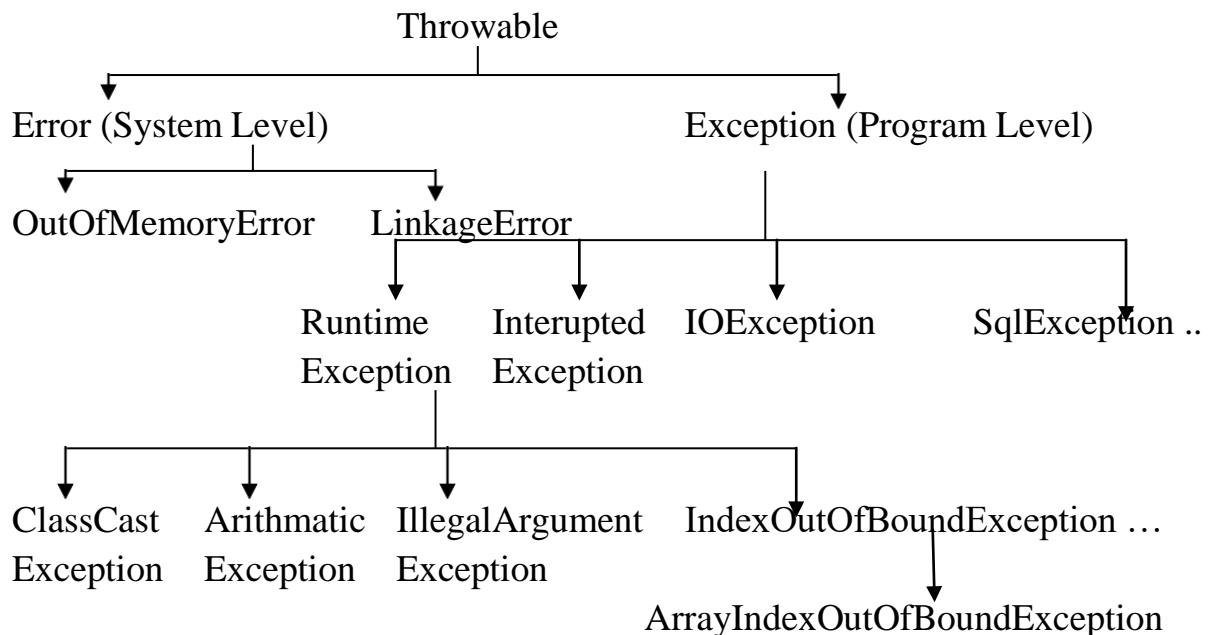 Throwable
Error (System Level)
Exception (Program Level)
OutOfMemoryError
LinkageError
Runtime
Exception
Interupted
Exception
IOException
SqlException ..
ClassCast
Exception
Arithmatic
Exception
IllegalArgument
Exception
IndexOutOfBoundException …
ArrayIndexOutOfBoundException